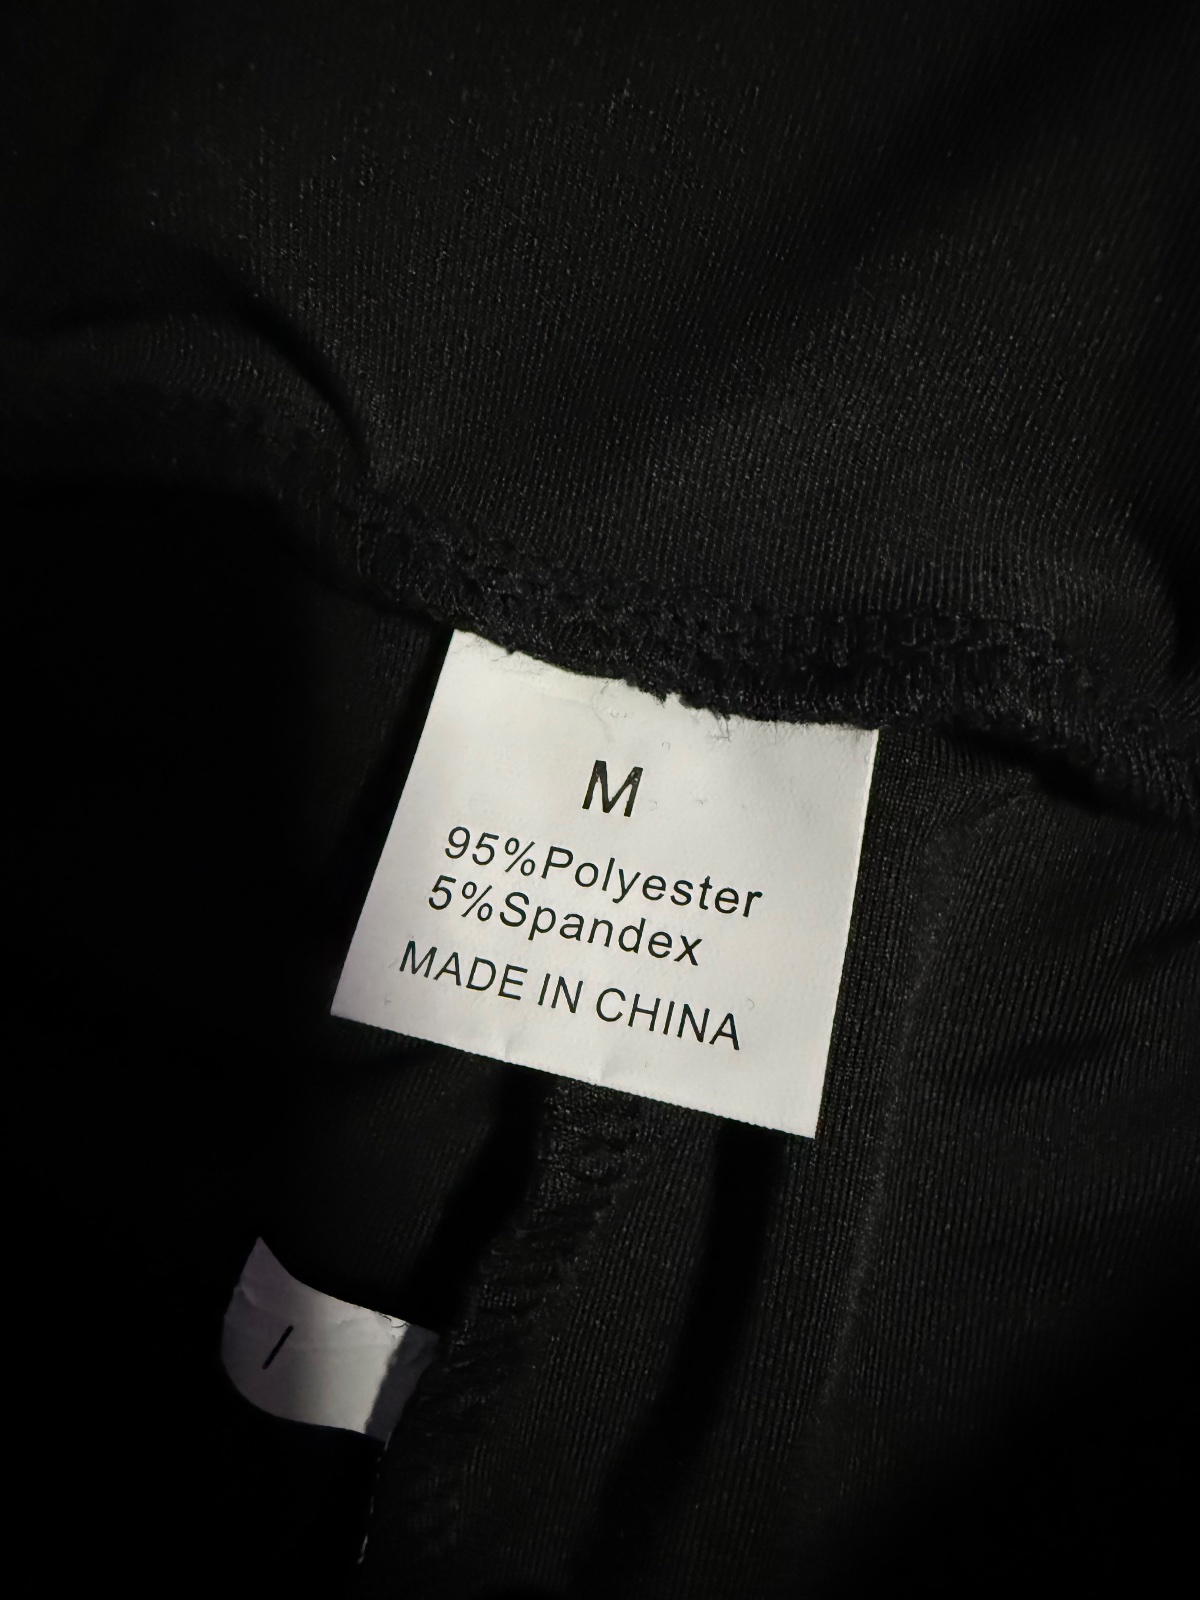 M
95%Polyester
5%Spandex
MADE IN CHINA